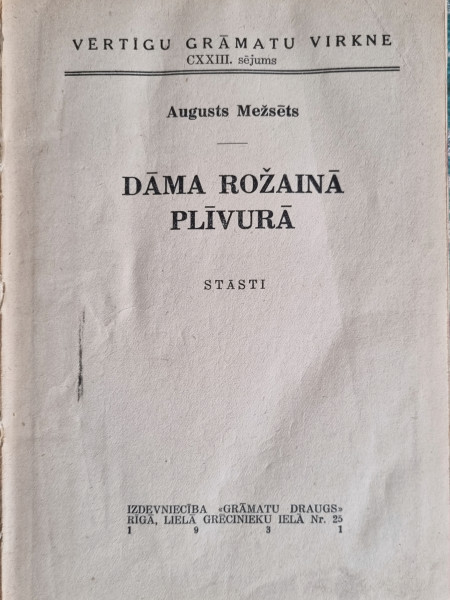 VĒRTĪGU GRĀMATU VIRKNE
CXXIII. sējums
Augusts Mežsēts
DĀMA ROŽAINĀ
PLĪVURĀ
STĀSTI
IZDEVNIECĪBA «GRĀMATU DRAUGS»
RĪGĀ, LIELĀ GRĒCINIEKU IELĀ Nr. 25
1 9 3 1